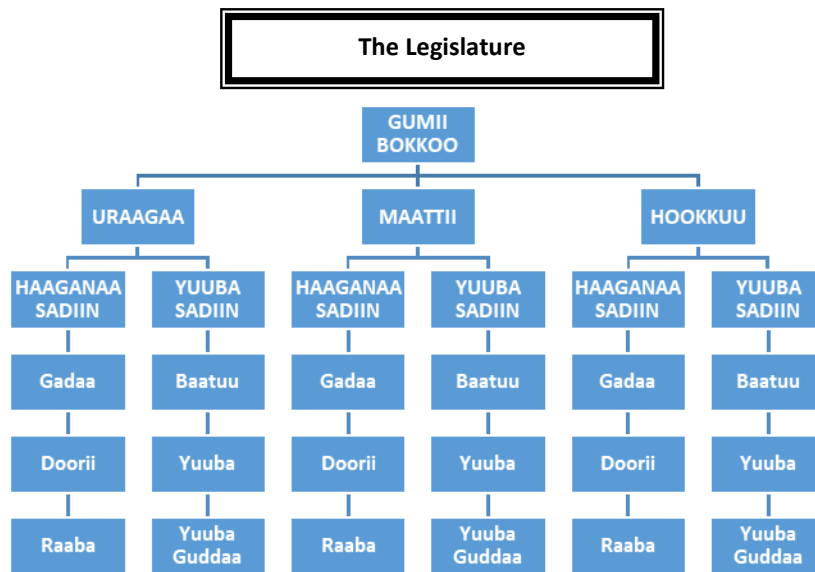 The Legislature
GUMII
BOKKOO
URAAGAA
MAATTII
HOOKKUU
HAAGANAA
SADIIN
YUUBA
SADIIN
HAAGANAA
SADIIN
YUUBA
SADIIN
HAAGANAA
SADIIN
YUUBA
SADIIN
Gadaa
Baatuu
Gadaa
Baatuu
Gadaa
Baatuu
Doorii
Yuuba
Doorii
Yuuba
Doorii
Yuuba
Raaba
Yuuba
Guddaa
Raaba
Yuuba
Guddaa
Raaba
Yuuba
Guddaa